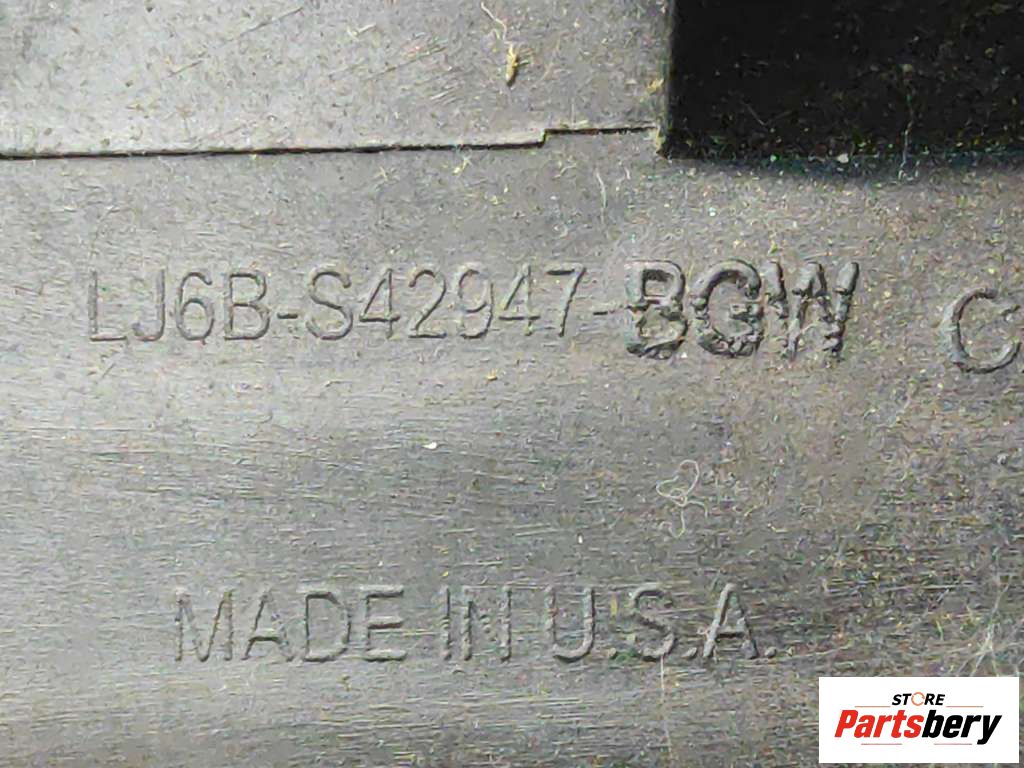 LJ6B-S42947-BGW C
MADE IN U.S.A.
STORE
Partsbery